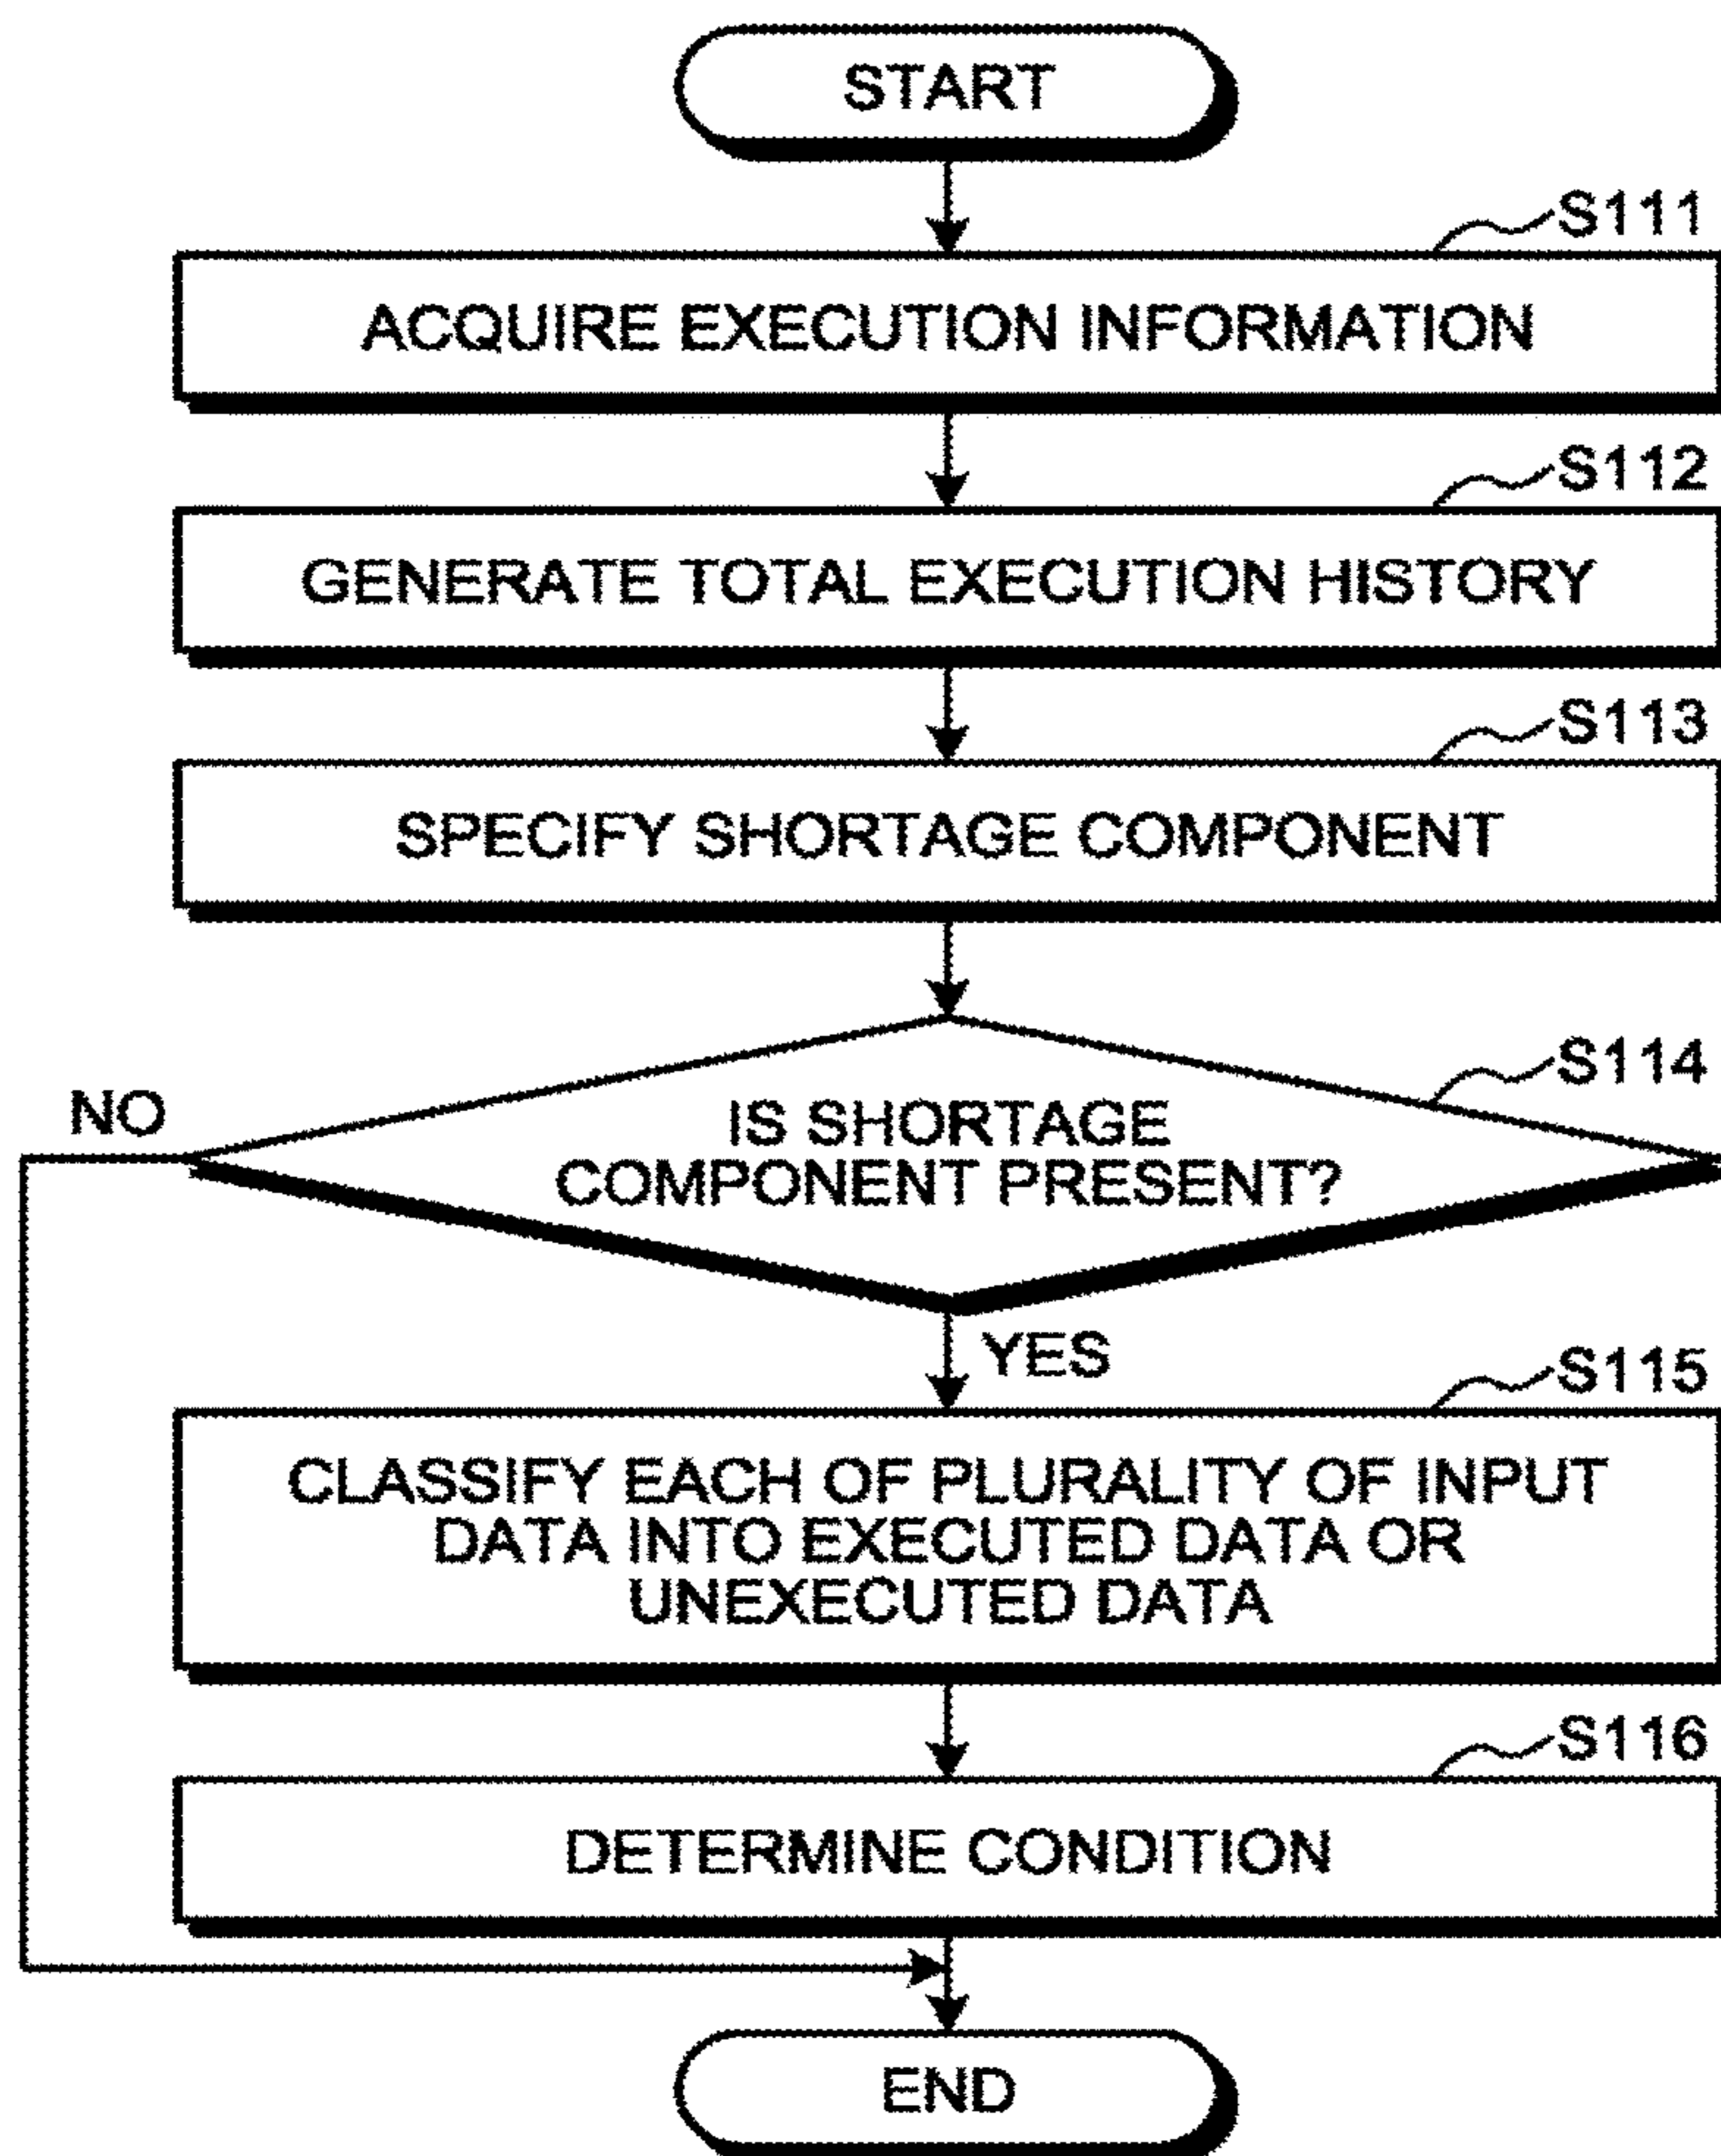 START
S111
ACQUIRE EXECUTION INFORMATION
S112
GENERATE TOTAL EXECUTION HISTORY
S113
SPECIFY SHORTAGE COMPONENT
S114
NO
IS SHORTAGE
COMPONENT PRESENT?
YES
S115
CLASSIFY EACH OF PLURALITY OF INPUT
DATA INTO EXECUTED DATA OR
UNEXECUTED DATA
S116
DETERMINE CONDITION
END